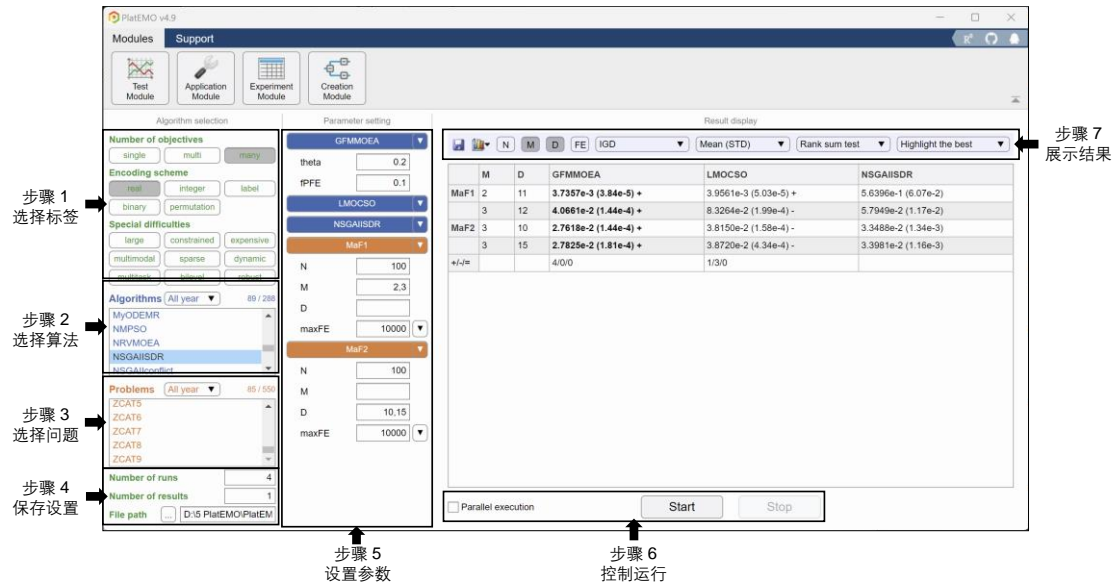 PlatEMO v4.9
Modules Support
Test Module
Application Module
Experiment Module
Creation Module
Algorithm selection
Parameter setting
Result display
步骤 1
选择标签
Number of objectives
single multi many
Encoding scheme
real integer label
binary permutation
Special difficulties
large constrained expensive
multimodal sparse dynamic
multitask bilevel robust
步骤 2
选择算法
Algorithms All year 89 / 288
MyODEMR
NMPSO
NRVMOEA
NSGAIISDR
NSGAIIconflict
步骤 3
选择问题
Problems All year 85 / 550
ZCAT5
ZCAT6
ZCAT7
ZCAT8
ZCAT9
步骤 4
保存设置
Number of runs 4
Number of results 1
File path ... D:\5 PlatEMO\PlatEM
GFMMOEA
theta 0.2
fPFE 0.1
LMOCSO
NSGAIISDR
MaF1
N 100
M 2,3
D
maxFE 10000
MaF2
N 100
M
D 10,15
maxFE 10000
步骤 5
设置参数
N M D FE IGD Mean (STD) Rank sum test Highlight the best
步骤 7
展示结果
M D GFMMOEA LMOCSO NSGAIISDR
MaF1 2 11 3.7357e-3 (3.84e-5) + 3.9561e-3 (5.03e-5) + 5.6396e-1 (6.07e-2)
3 12 4.0661e-2 (1.44e-4) + 8.3264e-2 (1.99e-4) - 5.7949e-2 (1.17e-2)
MaF2 3 10 2.7618e-2 (1.44e-4) + 3.8150e-2 (1.58e-4) - 3.3488e-2 (1.34e-3)
3 15 2.7825e-2 (1.81e-4) + 3.8720e-2 (4.34e-4) - 3.3981e-2 (1.16e-3)
+/-/= 4/0/0 1/3/0
Parallel execution Start Stop
步骤 6
控制运行